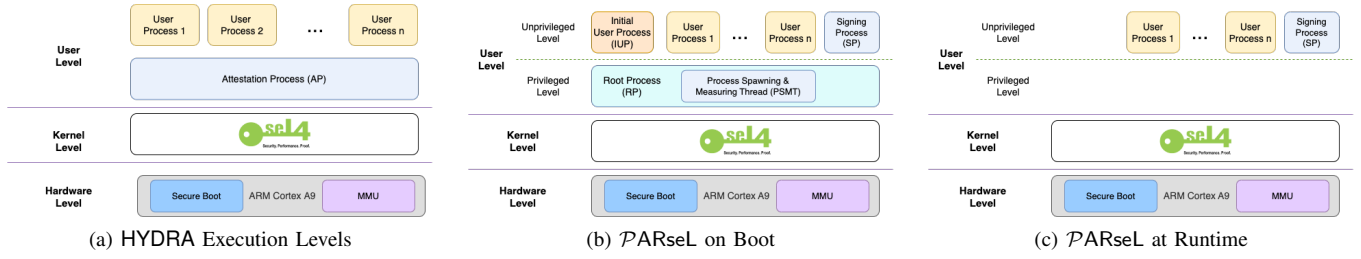 User
Process 1
User
Process 2
...
User
Process n
User
Level
Attestation Process (AP)
Kernel
Level
seL4
Security. Performance. Proof.
Hardware
Level
Secure Boot
ARM Cortex A9
MMU
(a) HYDRA Execution Levels
Unprivileged
Level
Initial
User Process
(IUP)
User
Process 1
...
User
Process n
Signing
Process
(SP)
User
Level
Privileged
Level
Root Process
(RP)
Process Spawning &
Measuring Thread (PSMT)
Kernel
Level
seL4
Security. Performance. Proof.
Hardware
Level
Secure Boot
ARM Cortex A9
MMU
(b) PARseL on Boot
Unprivileged
Level
User
Process 1
...
User
Process n
Signing
Process
(SP)
User
Level
Privileged
Level
Kernel
Level
seL4
Security. Performance. Proof.
Hardware
Level
Secure Boot
ARM Cortex A9
MMU
(c) PARseL at Runtime